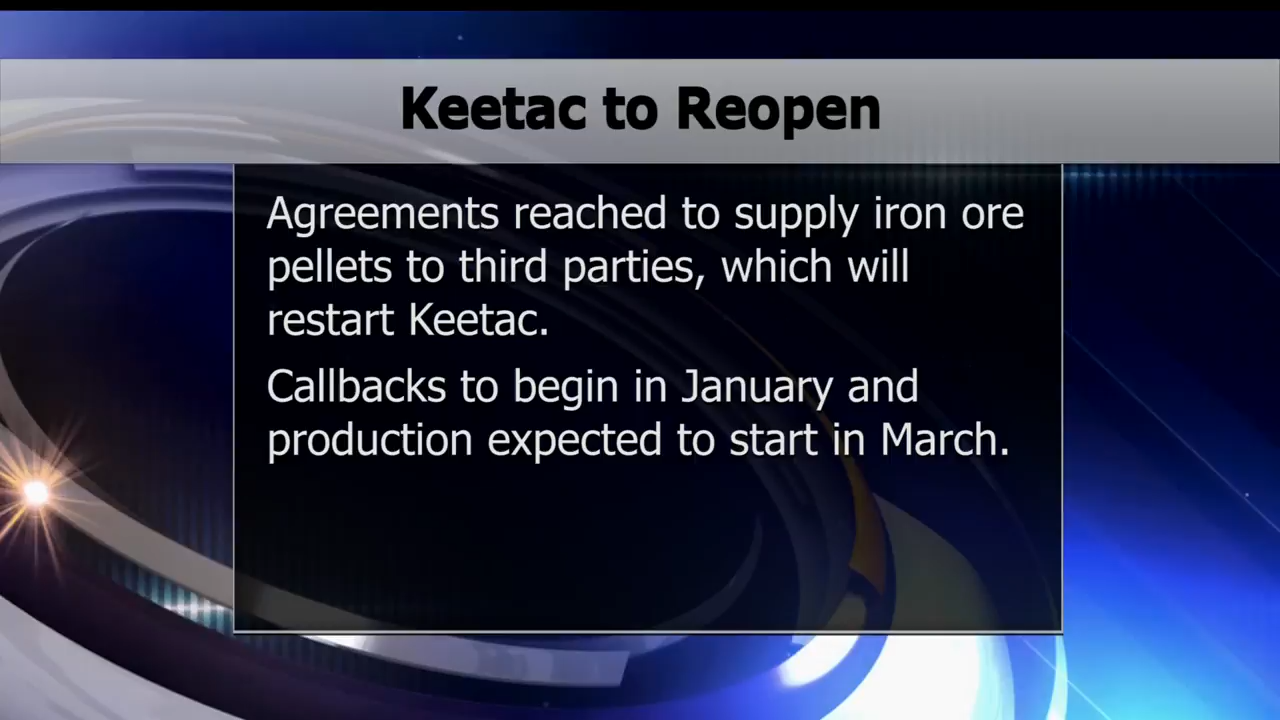 Keetac to Reopen
Agreements reached to supply iron ore
pellets to third parties, which will
restart Keetac.
Callbacks to begin in January and
production expected to start in March.